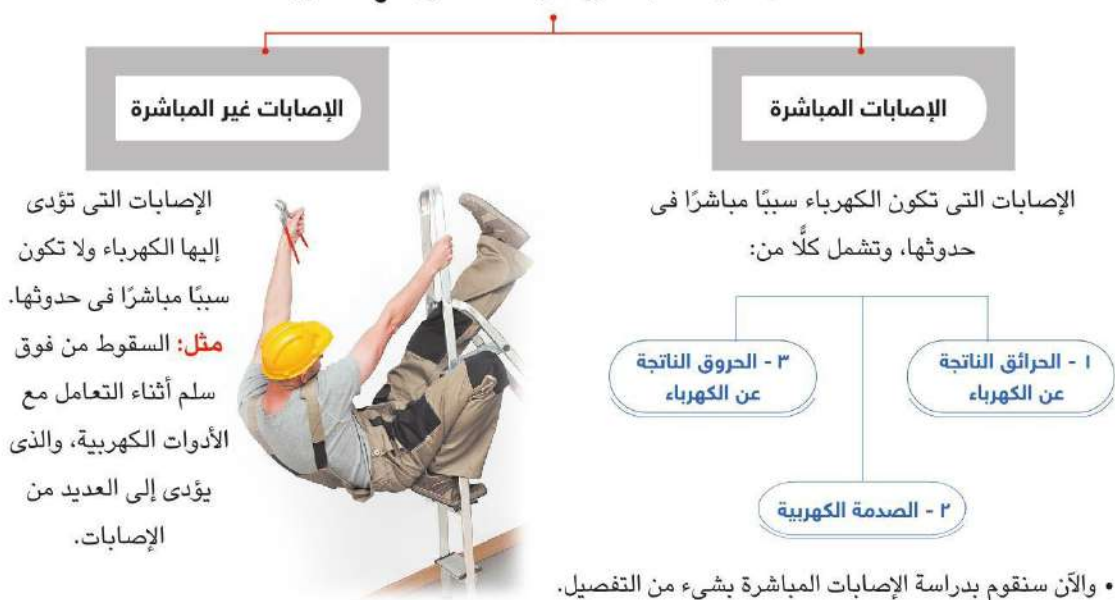 الإصابات المباشرة
الإصابات التى تكون الكهرباء سببًا مباشرًا فى
حدوثها، وتشمل كلًّا من:
١ - الحرائق الناتجة
عن الكهرباء
٢ - الصدمة الكهربية
٣ - الحروق الناتجة
عن الكهرباء
الإصابات غير المباشرة
الإصابات التى تؤدى
إليها الكهرباء ولا تكون
سببًا مباشرًا فى حدوثها.
مثل: السقوط من فوق
سلم أثناء التعامل مع
الأدوات الكهربية، والذى
يؤدى إلى العديد من
الإصابات.
• والآن سنقوم بدراسة الإصابات المباشرة بشىء من التفصيل.